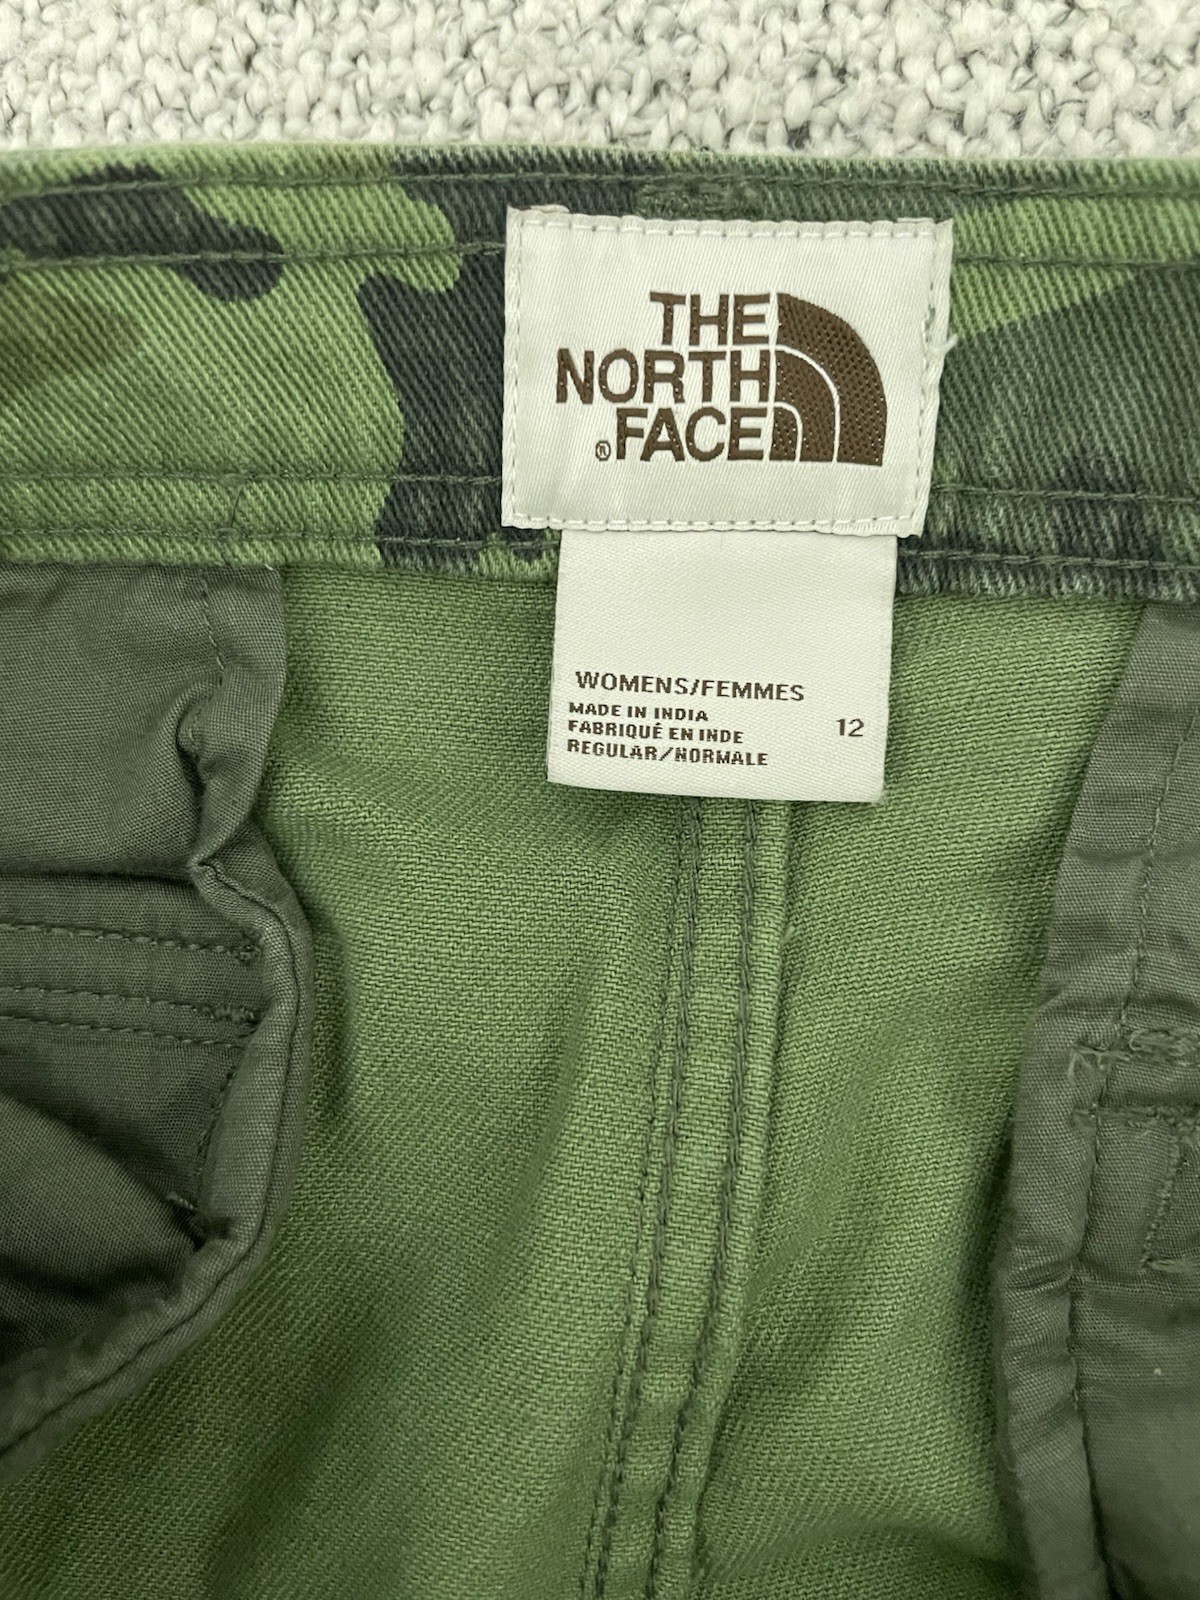 THE
NORTH
® FACE
WOMENS/FEMMES
MADE IN INDIA
FABRIQUÉ EN INDE
REGULAR/NORMALE
12